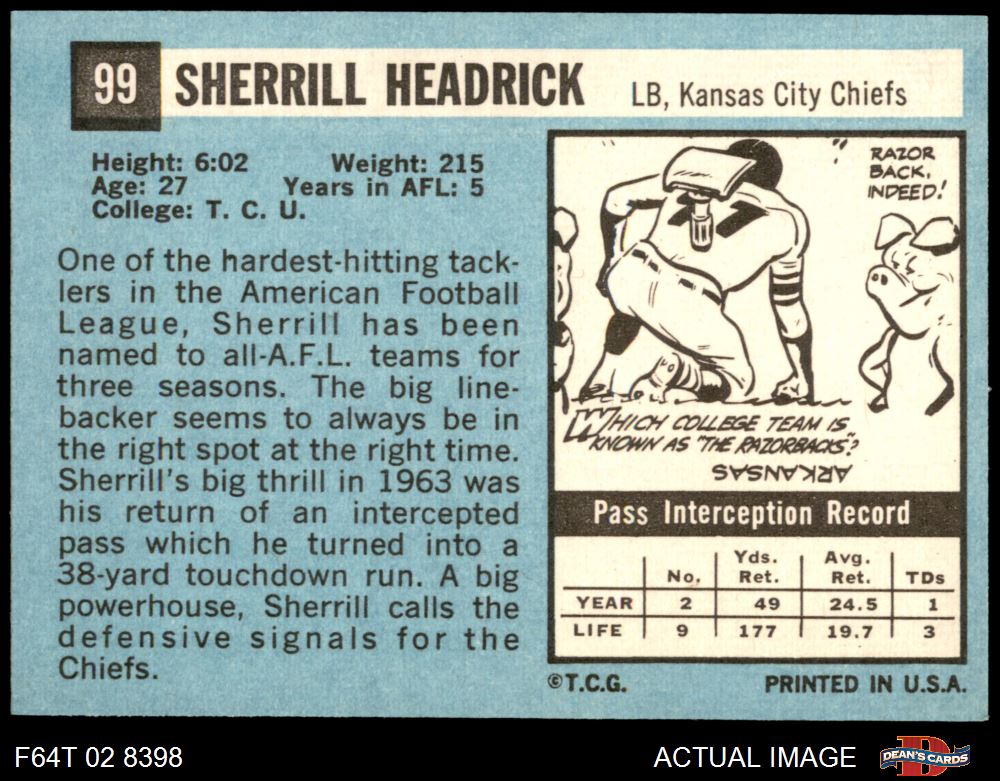 99 SHERRILL HEADRICK LB, Kansas City Chiefs
Height: 6:02 Weight: 215
Age: 27 Years in AFL: 5
College: T. C. U.
One of the hardest-hitting tack-
lers in the American Football
League, Sherrill has been
named to all-A.F.L. teams for
three seasons. The big line-
backer seems to always be in
the right spot at the right time.
Sherrill's big thrill in 1963 was
his return of an intercepted
pass which he turned into a
38-yard touchdown run. A big
powerhouse, Sherrill calls the
defensive signals for the
Chiefs.
RAZOR
BACK,
INDEED!
WHICH COLLEGE TEAM IS
KNOWN AS "THE RAZORBACKS"?
ARKANSAS
Pass Interception Record
No. Yds. Ret. Avg. Ret. TDs
YEAR 2 49 24.5 1
LIFE 9 177 19.7 3
©T.C.G. PRINTED IN U.S.A.
F64T 02 8398 ACTUAL IMAGE DEAN'S CARDS